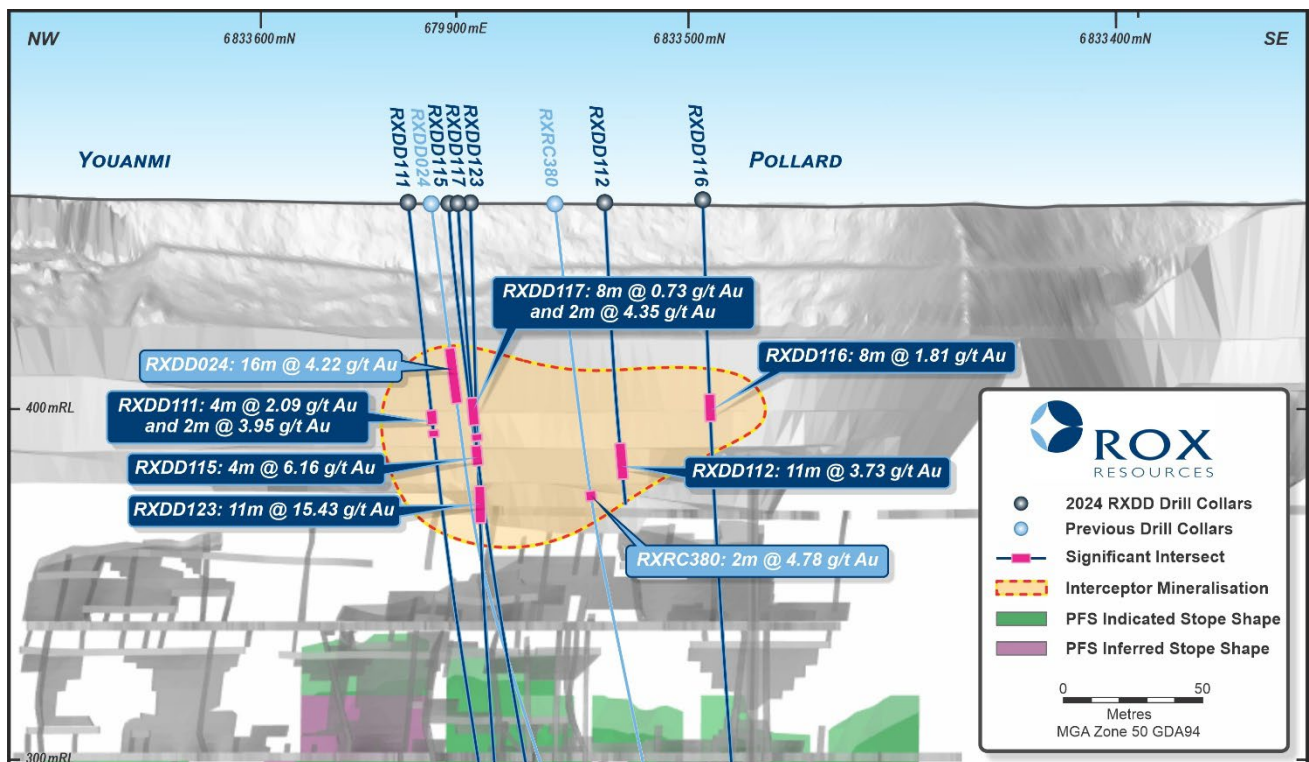 NW
6 833 600 mN
679 900 mE
6 833 500 mN
6 833 400 mN
SE
YOUANMI
POLLARD
RXDD111
RXDD024
RXDD115
RXDD117
RXDD123
RXRC380
RXDD112
RXDD116
RXDD117: 8m @ 0.73 g/t Au
and 2m @ 4.35 g/t Au
RXDD024: 16m @ 4.22 g/t Au
RXDD116: 8m @ 1.81 g/t Au
400 mRL
RXDD111: 4m @ 2.09 g/t Au
and 2m @ 3.95 g/t Au
RXDD115: 4m @ 6.16 g/t Au
RXDD112: 11m @ 3.73 g/t Au
RXDD123: 11m @ 15.43 g/t Au
RXRC380: 2m @ 4.78 g/t Au
300 mRL
ROX
RESOURCES
2024 RXDD Drill Collars
Previous Drill Collars
Significant Intersect
Interceptor Mineralisation
PFS Indicated Stope Shape
PFS Inferred Stope Shape
0 50
Metres
MGA Zone 50 GDA94